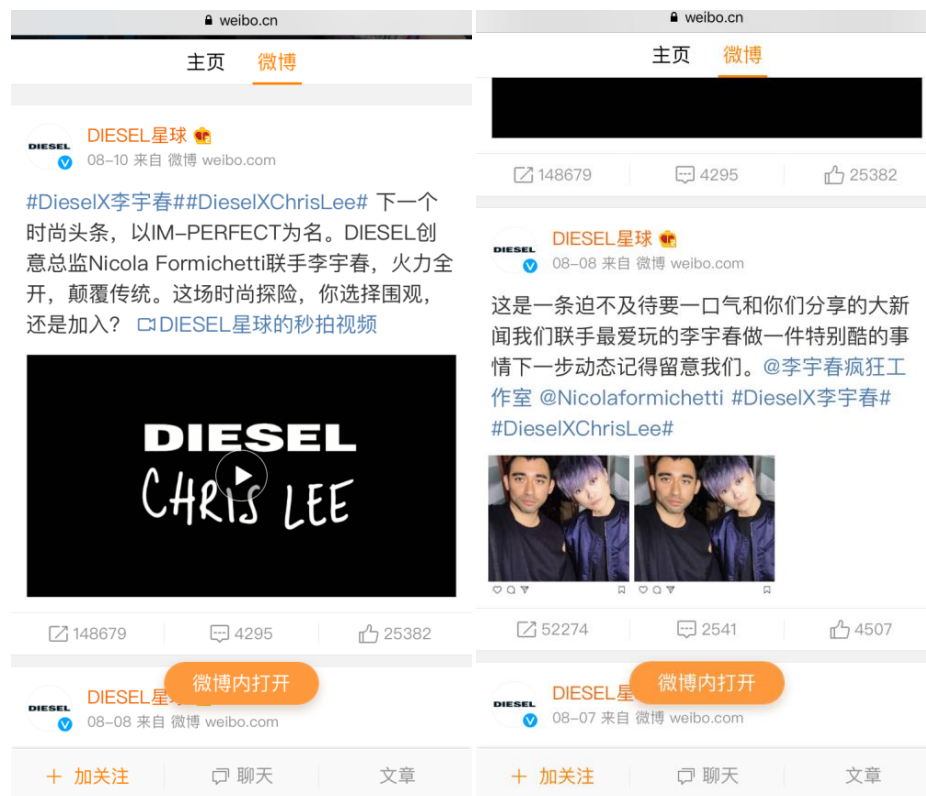 weibo.cn
主页 微博
DIESEL
DIESEL星球
08-10 来自 微博 weibo.com
#DieselX李宇春##DieselXChrisLee# 下一个
时尚头条，以IM-PERFECT为名。DIESEL创
意总监Nicola Formichetti联手李宇春，火力全
开，颠覆传统。这场时尚探险，你选择围观，
还是加入？ DIESEL星球的秒拍视频
DIESEL
CHRIS LEE
148679 4295 25382
微博内打开
DIESEL
DIESEL星
08-08 来自 微博 weibo.com
+ 加关注 聊天 文章
weibo.cn
主页 微博
148679 4295 25382
DIESEL
DIESEL星球
08-08 来自 微博 weibo.com
这是一条迫不及待要一口气和你们分享的大新
闻我们联手最爱玩的李宇春做一件特别酷的事
情下一步动态记得留意我们。@李宇春疯狂工
作室 @Nicolaformichetti #DieselX李宇春#
#DieselXChrisLee#
52274 2541 4507
微博内打开
DIESEL
DIESEL
08-07 来自 微博 weibo.com
+ 加关注 聊天 文章